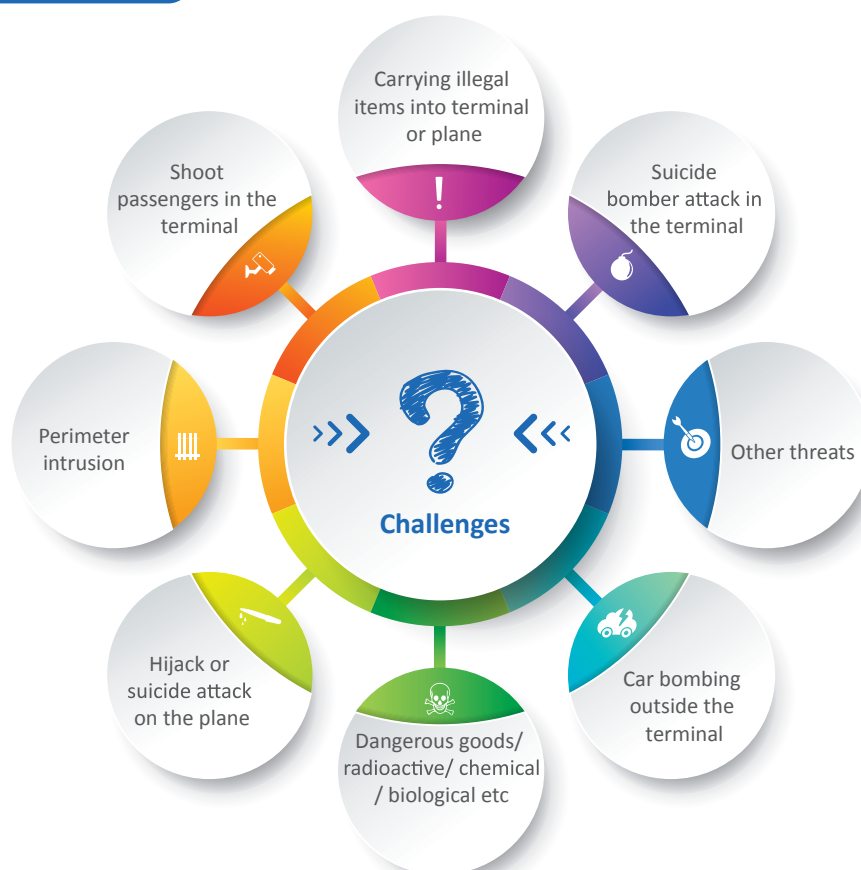 Carrying illegal
items into terminal
or plane
Shoot
passengers in the
terminal
Suicide
bomber attack in
the terminal
Perimeter
intrusion
Other threats
Challenges
Hijack or
suicide attack
on the plane
Car bombing
outside the
terminal
Dangerous goods/
radioactive/ chemical
/ biological etc